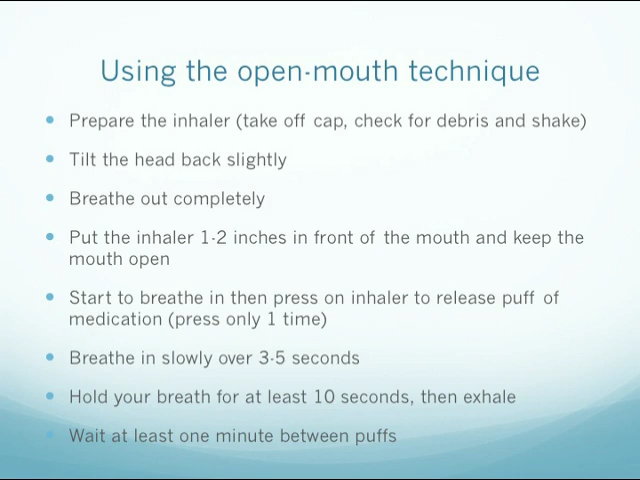 Using the open-mouth technique
Prepare the inhaler (take off cap, check for debris and shake)
Tilt the head back slightly
Breathe out completely
Put the inhaler 1-2 inches in front of the mouth and keep the
mouth open
Start to breathe in then press on inhaler to release puff of
medication (press only 1 time)
Breathe in slowly over 3-5 seconds
Hold your breath for at least 10 seconds, then exhale
Wait at least one minute between puffs